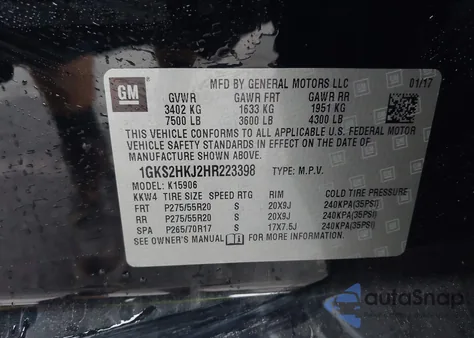 GM
MFD BY GENERAL MOTORS LLC 01/17
GVWR GAWR FRT GAWR RR
3402 KG 1633 KG 1951 KG
7500 LB 3600 LB 4300 LB
THIS VEHICLE CONFORMS TO ALL APPLICABLE U.S. FEDERAL MOTOR
VEHICLE SAFETY STANDARDS IN EFFECT ON THE DATE OF
MANUFACTURE SHOWN ABOVE.
1GKS2HKJ2HR223398 TYPE: M.P.V.
MODEL: K15906
KKW4 TIRE SIZE SPEED RTG RIM COLD TIRE PRESSURE
FRT P275/55R20 S 20X9J 240KPA(35PSI)
RR P275/55R20 S 20X9J 240KPA(35PSI)
SPA P265/70R17 S 17X7.5J 240KPA(35PSI)
SEE OWNER'S MANUAL FOR MORE INFORMATION.
autoSnap